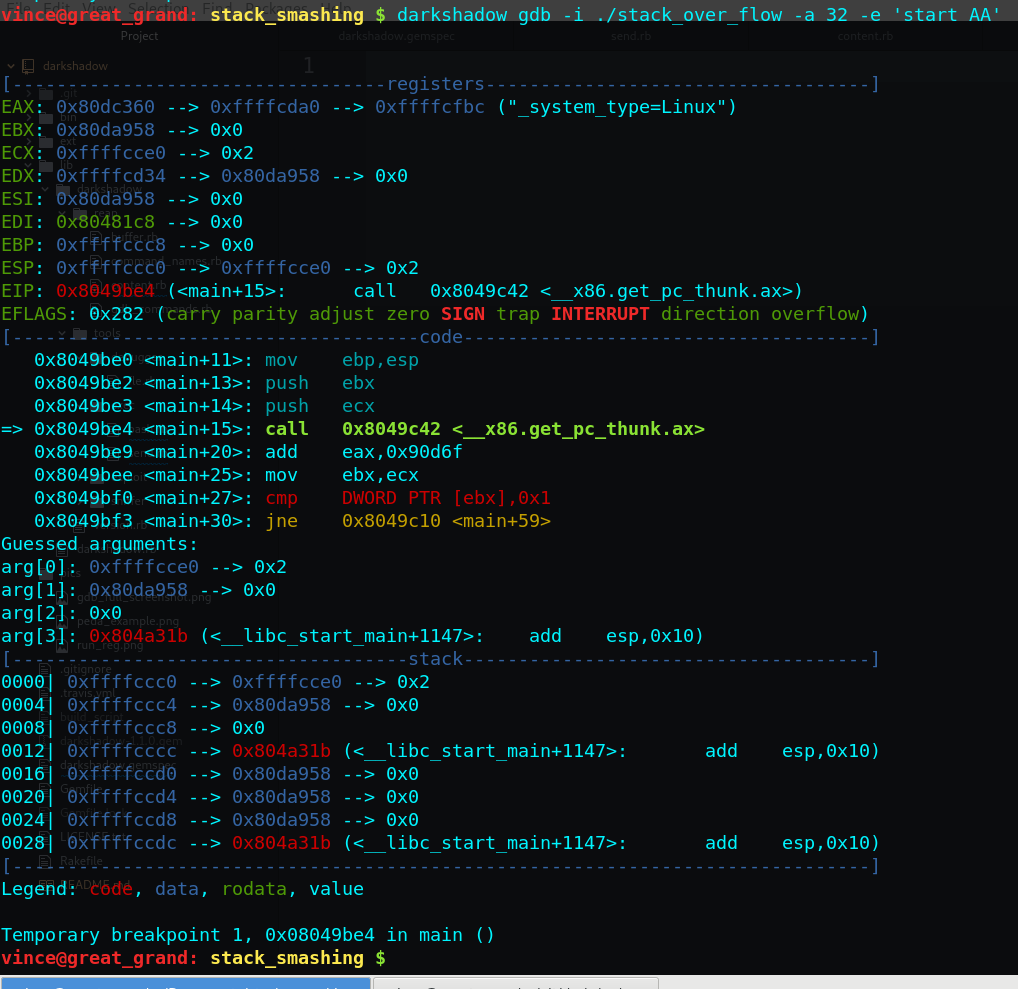 vince@great_grand: stack_smashing $ darkshadow gdb -i ./stack_over_flow -a 32 -e 'start AA'
Project darkshadow.gemspec send.rb content.rb
darkshadow 1
[----------------------------------registers-----------------------------------]
EAX: 0x80dc360 --> 0xffffcda0 --> 0xffffcfbc ("_system_type=Linux")
EBX: 0x80da958 --> 0x0
ECX: 0xffffcce0 --> 0x2
EDX: 0xffffcd34 --> 0x80da958 --> 0x0
ESI: 0x80da958 --> 0x0
EDI: 0x80481c8 --> 0x0
EBP: 0xffffccc8 --> 0x0
ESP: 0xffffccc0 --> 0xffffcce0 --> 0x2
EIP: 0x8049be4 (<main+15>:      call   0x8049c42 <__x86.get_pc_thunk.ax>)
EFLAGS: 0x282 (carry parity adjust zero SIGN trap INTERRUPT direction overflow)
[-------------------------------------code-------------------------------------]
   0x8049be0 <main+11>: mov    ebp,esp
   0x8049be2 <main+13>: push   ebx
   0x8049be3 <main+14>: push   ecx
=> 0x8049be4 <main+15>: call   0x8049c42 <__x86.get_pc_thunk.ax>
   0x8049be9 <main+20>: add    eax,0x90d6f
   0x8049bee <main+25>: mov    ebx,ecx
   0x8049bf0 <main+27>: cmp    DWORD PTR [ebx],0x1
   0x8049bf3 <main+30>: jne    0x8049c10 <main+59>
Guessed arguments:
arg[0]: 0xffffcce0 --> 0x2
arg[1]: 0x80da958 --> 0x0
arg[2]: 0x0
arg[3]: 0x804a31b (<__libc_start_main+1147>:    add    esp,0x10)
[------------------------------------stack-------------------------------------]
0000| 0xffffccc0 --> 0xffffcce0 --> 0x2
0004| 0xffffccc4 --> 0x80da958 --> 0x0
0008| 0xffffccc8 --> 0x0
0012| 0xffffcccc --> 0x804a31b (<__libc_start_main+1147>:       add    esp,0x10)
0016| 0xffffccd0 --> 0x80da958 --> 0x0
0020| 0xffffccd4 --> 0x80da958 --> 0x0
0024| 0xffffccd8 --> 0x80da958 --> 0x0
0028| 0xffffccdc --> 0x804a31b (<__libc_start_main+1147>:       add    esp,0x10)
[------------------------------------------------------------------------------]
Legend: code, data, rodata, value
Temporary breakpoint 1, 0x08049be4 in main ()
vince@great_grand: stack_smashing $